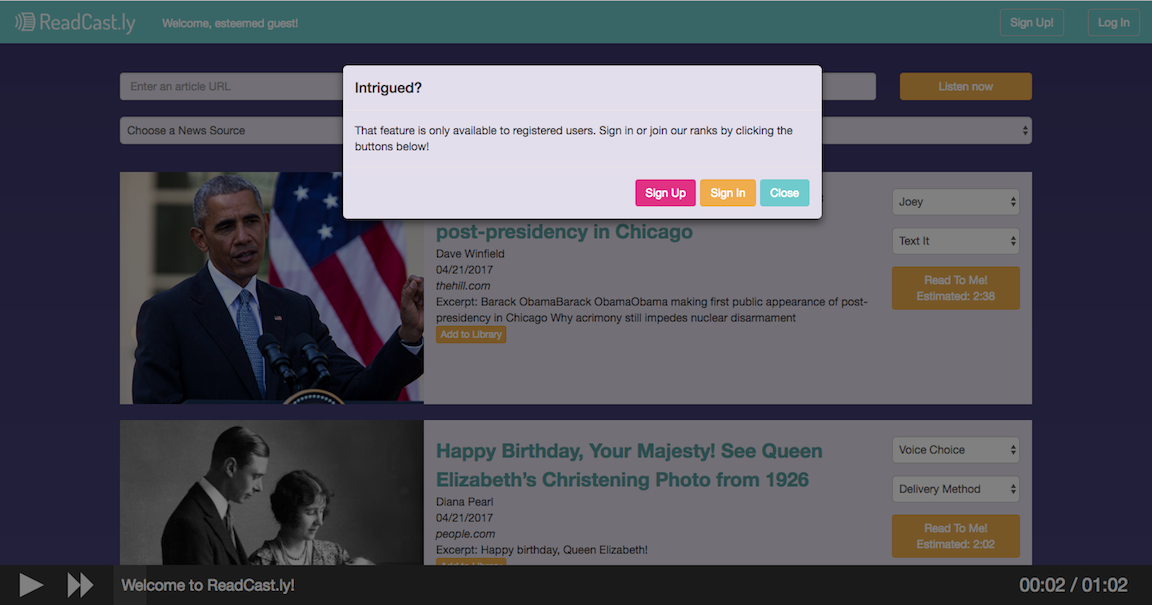 ReadCast.ly
Welcome, esteemed guest!
Sign Up!
Log In
Enter an article URL
Listen now
Choose a News Source
Intrigued?
That feature is only available to registered users. Sign in or join our ranks by clicking the
buttons below!
Sign Up
Sign In
Close
post-presidency in Chicago
Dave Winfield
04/21/2017
thehill.com
Excerpt: Barack ObamaBarack ObamaObama making first public appearance of post-
presidency in Chicago Why acrimony still impedes nuclear disarmament
Add to Library
Joey
Text It
Read To Me!
Estimated: 2:38
Happy Birthday, Your Majesty! See Queen
Elizabeth's Christening Photo from 1926
Diana Pearl
04/21/2017
people.com
Excerpt: Happy birthday, Queen Elizabeth!
Add to Library
Voice Choice
Delivery Method
Read To Me!
Estimated: 2:02
Welcome to ReadCast.ly!
00:02 / 01:02